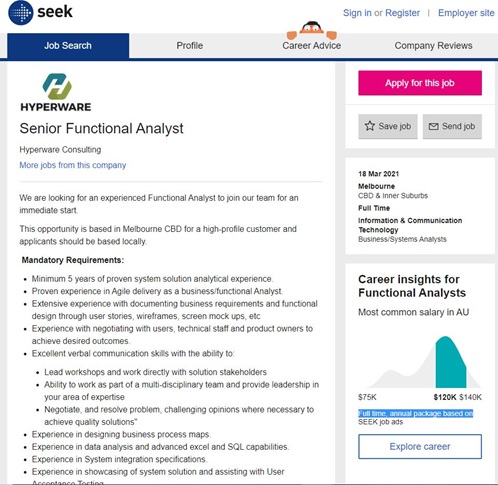 seek
Sign in or Register | Employer site
Job Search Profile Career Advice Company Reviews
HYPERWARE
Senior Functional Analyst
Hyperware Consulting
More jobs from this company
We are looking for an experienced Functional Analyst to join our team for an
immediate start.
This opportunity is based in Melbourne CBD for a high-profile customer and
applicants should be based locally.
Mandatory Requirements:
• Minimum 5 years of proven system solution analytical experience.
• Proven experience in Agile delivery as a business/functional Analyst.
• Extensive experience with documenting business requirements and functional
design through user stories, wireframes, screen mock ups, etc
• Experience with negotiating with users, technical staff and product owners to
achieve desired outcomes.
• Excellent verbal communication skills with the ability to:
• Lead workshops and work directly with solution stakeholders
• Ability to work as part of a multi-disciplinary team and provide leadership in
your area of expertise
• Negotiate, and resolve problem, challenging opinions where necessary to
achieve quality solutions"
• Experience in designing business process maps.
• Experience in data analysis and advanced excel and SQL capabilities.
• Experience in System integration specifications.
• Experience in showcasing of system solution and assisting with User
Acceptance Testing
Apply for this job
Save job
Send job
18 Mar 2021
Melbourne
CBD & Inner Suburbs
Full Time
Information & Communication
Technology
Business/Systems Analysts
Career insights for
Functional Analysts
Most common salary in AU
$75K $120K $140K
Full time, annual package based on
SEEK job ads
Explore career